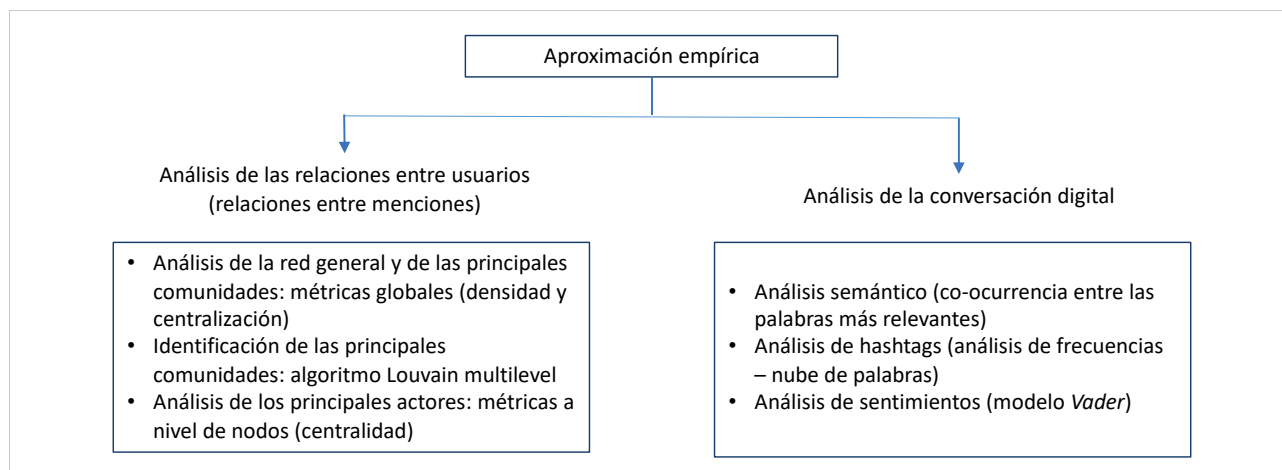 Aproximación empírica
Análisis de las relaciones entre usuarios
(relaciones entre menciones)
• Análisis de la red general y de las principales
comunidades: métricas globales (densidad y
centralización)
• Identificación de las principales
comunidades: algoritmo Louvain multilevel
• Análisis de los principales actores: métricas a
nivel de nodos (centralidad)
Análisis de la conversación digital
• Análisis semántico (co-ocurrencia entre las
palabras más relevantes)
• Análisis de hashtags (análisis de frecuencias
– nube de palabras)
• Análisis de sentimientos (modelo Vader)